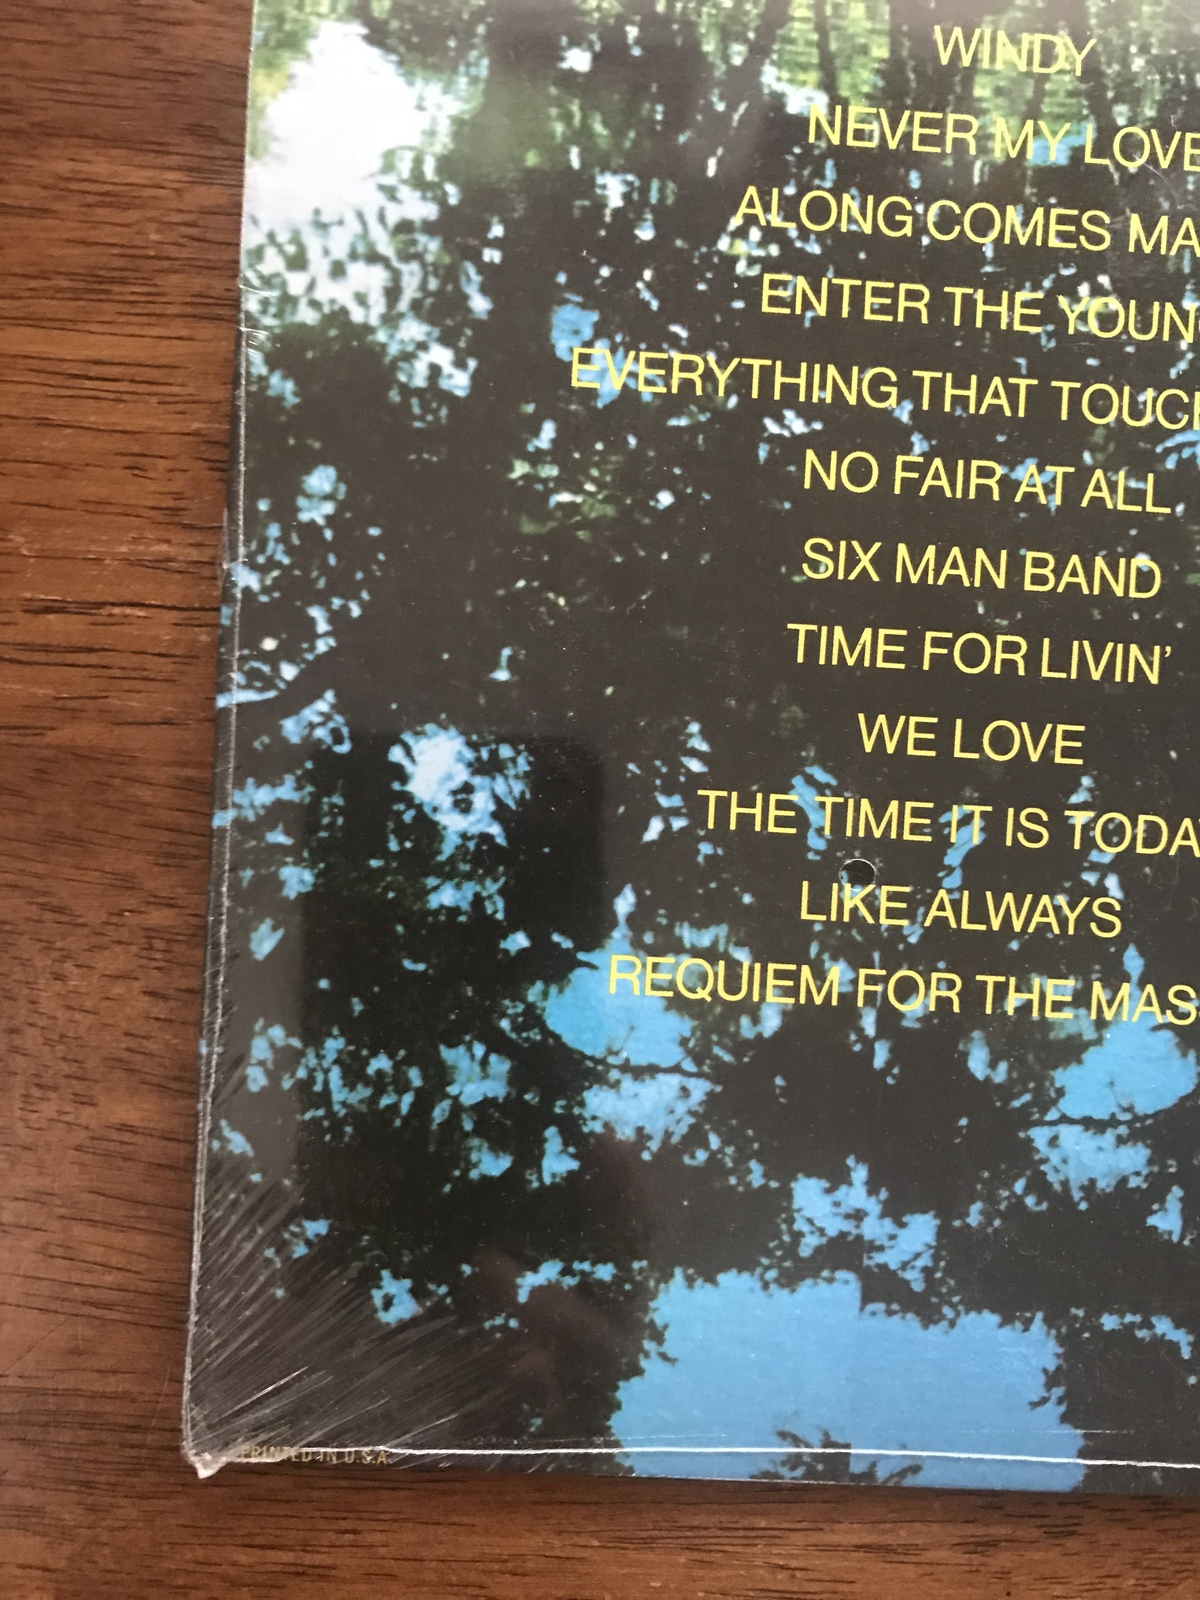 WINDY
NEVER MY LOVE
ALONG COMES MA
ENTER THE YOUN
EVERYTHING THAT TOUCH
NO FAIR AT ALL
SIX MAN BAND
TIME FOR LIVIN'
WE LOVE
THE TIME IT IS TODA
LIKE ALWAYS
REQUIEM FOR THE MAS
PRINTED IN U.S.A.